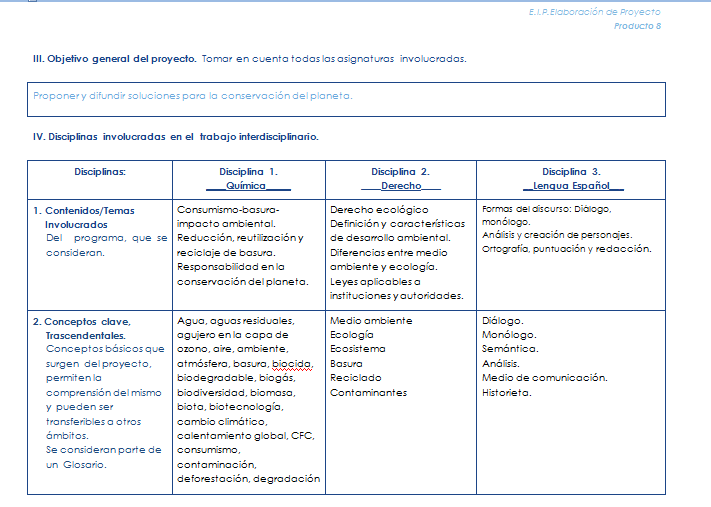 E.I.P. Elaboración de Proyecto
Producto 8
III. Objetivo general del proyecto. Tomar en cuenta todas las asignaturas involucradas.
Proponer y difundir soluciones para la conservación del planeta.
IV. Disciplinas involucradas en el trabajo interdisciplinario.
Disciplinas:
Disciplina 1.
Química
Disciplina 2.
Derecho
Disciplina 3.
Lengua Español
1. Contenidos/Temas
Involucrados
Del programa, que se
consideran.
Consumismo-basura-
impacto ambiental.
Reducción, reutilización y
reciclaje de basura.
Responsabilidad en la
conservación del planeta.
Derecho ecológico
Definición y características
de desarrollo ambiental.
Diferencias entre medio
ambiente y ecología.
Leyes aplicables a
instituciones y autoridades.
Formas del discurso: Diálogo,
monólogo.
Análisis y creación de personajes.
Ortografía, puntuación y redacción.
2. Conceptos clave,
Trascendentales.
Conceptos básicos que
surgen del proyecto,
permiten la
comprensión del mismo
y pueden ser
transferibles a otros
ámbitos.
Se consideran parte de
un Glosario.
Agua, aguas residuales,
agujero en la capa de
ozono, aire, ambiente,
atmósfera, basura, biocida,
biodegradable, biogás,
biodiversidad, biomasa,
biota, biotecnología,
cambio climático,
calentamiento global, CFC,
consumismo,
contaminación,
deforestación, degradación
Medio ambiente
Ecología
Ecosistema
Basura
Reciclado
Contaminantes
Diálogo.
Monólogo.
Semántica.
Análisis.
Medio de comunicación.
Historieta.